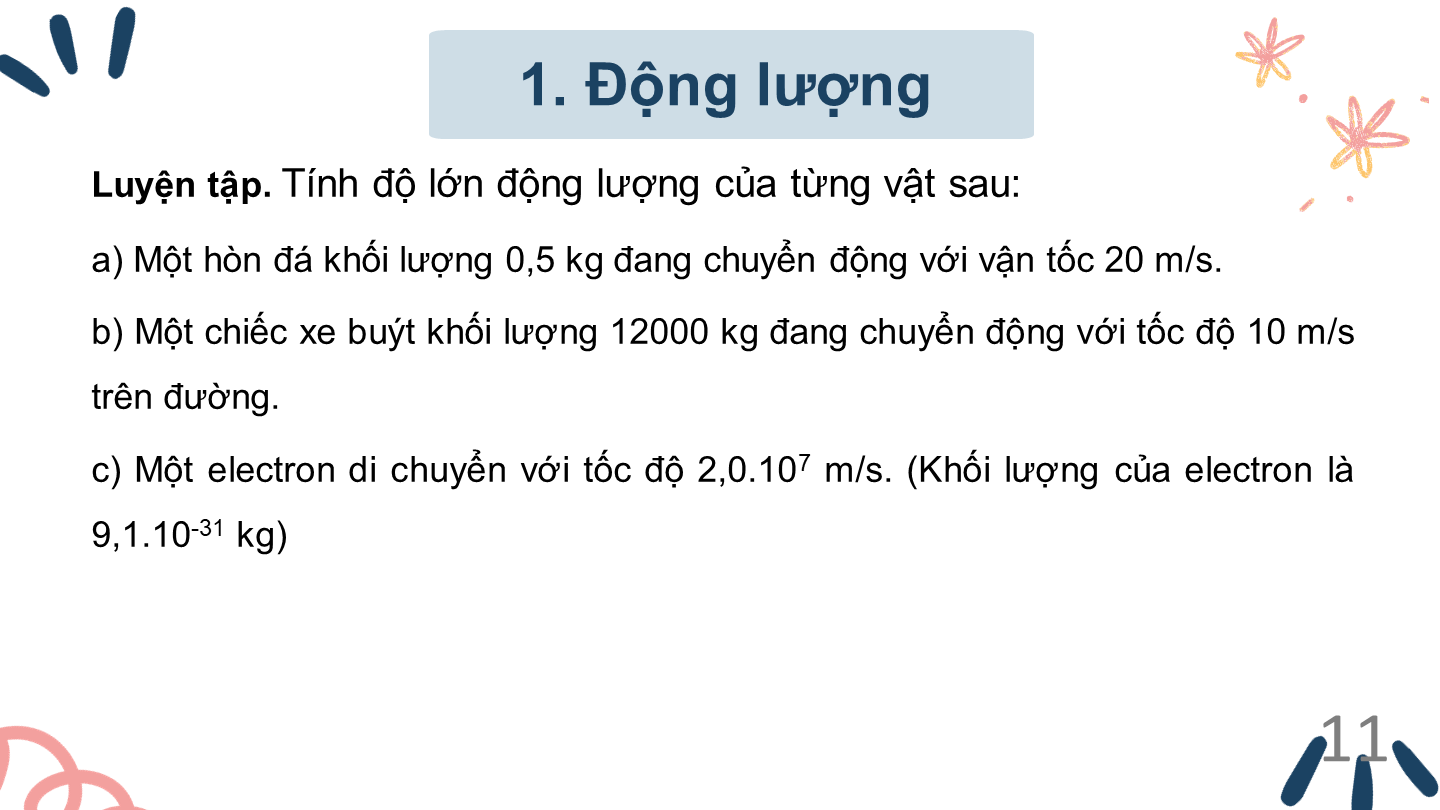 1. Động lượng
Luyện tập. Tính độ lớn động lượng của từng vật sau:
a) Một hòn đá khối lượng 0,5 kg đang chuyển động với vận tốc 20 m/s.
b) Một chiếc xe buýt khối lượng 12000 kg đang chuyển động với tốc độ 10 m/s
trên đường.
c) Một electron di chuyển với tốc độ 2,0.10⁷ m/s. (Khối lượng của electron là
9,1.10⁻³¹ kg)
11